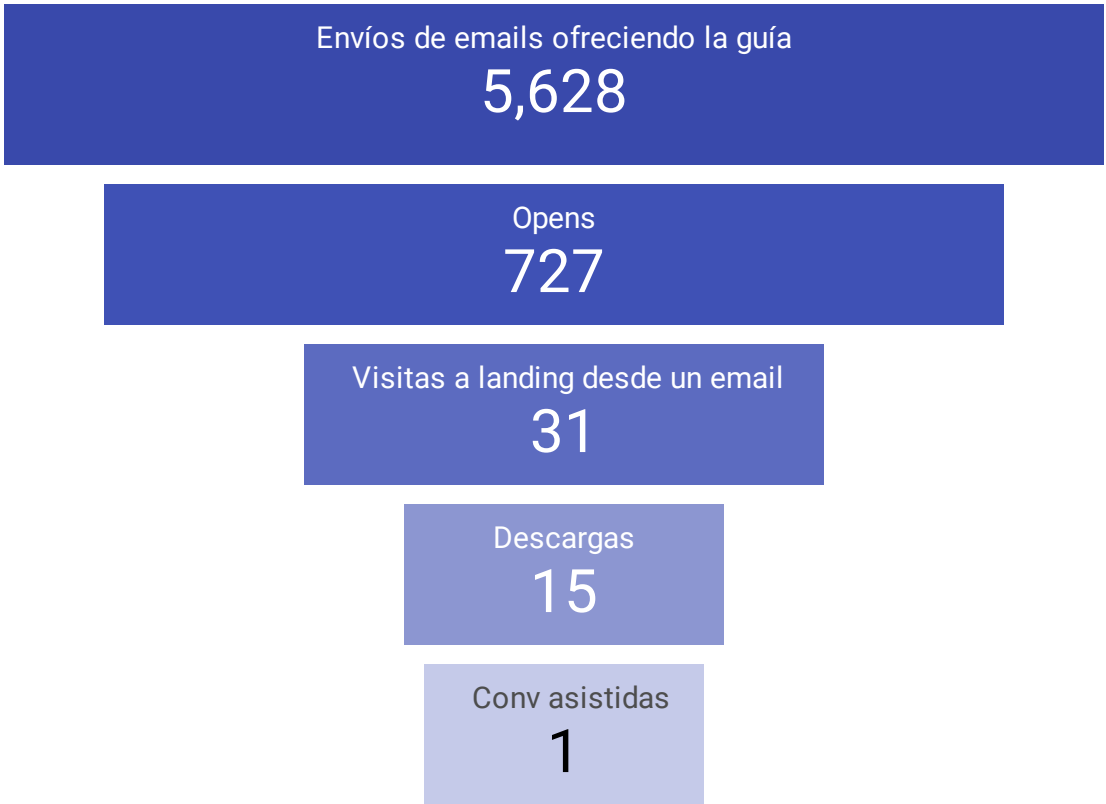 Envíos de emails ofreciendo la guía
5,628
Opens
727
Visitas a landing desde un email
31
Descargas
15
Conv asistidas
1